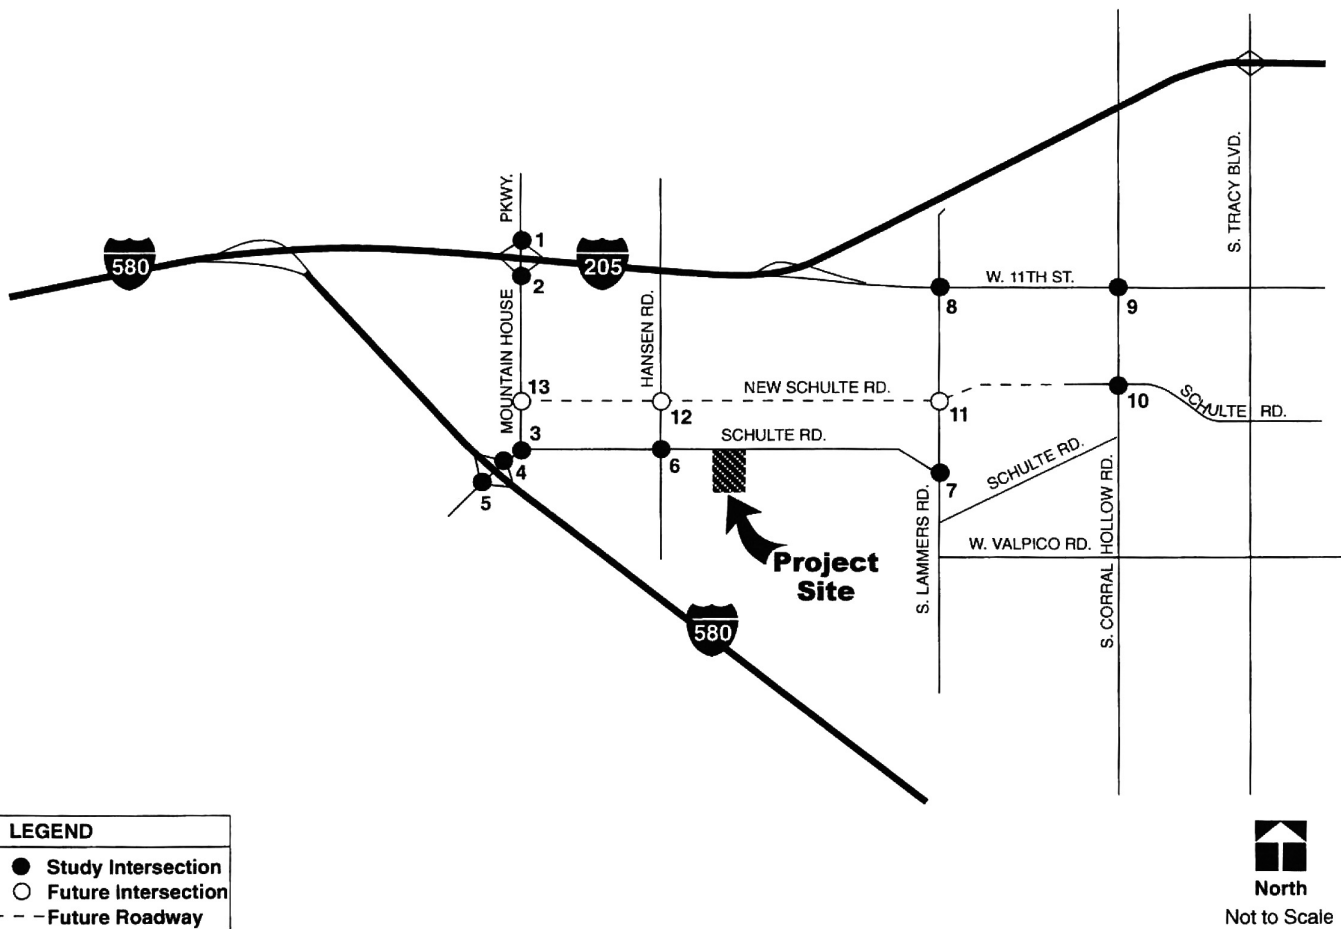 S. TRACY BLVD.
PKWY.
1
580
205
2
MOUNTAIN HOUSE
HANSEN RD.
W. 11TH ST.
8
9
13
NEW SCHULTE RD.
12
11
10
SCHULTE RD.
3
SCHULTE RD.
4
6
5
7
SCHULTE RD.
S. LAMMERS RD.
W. VALPICO RD.
S. CORRAL HOLLOW RD.
Project
Site
580
LEGEND
Study Intersection
Future Intersection
Future Roadway
North
Not to Scale